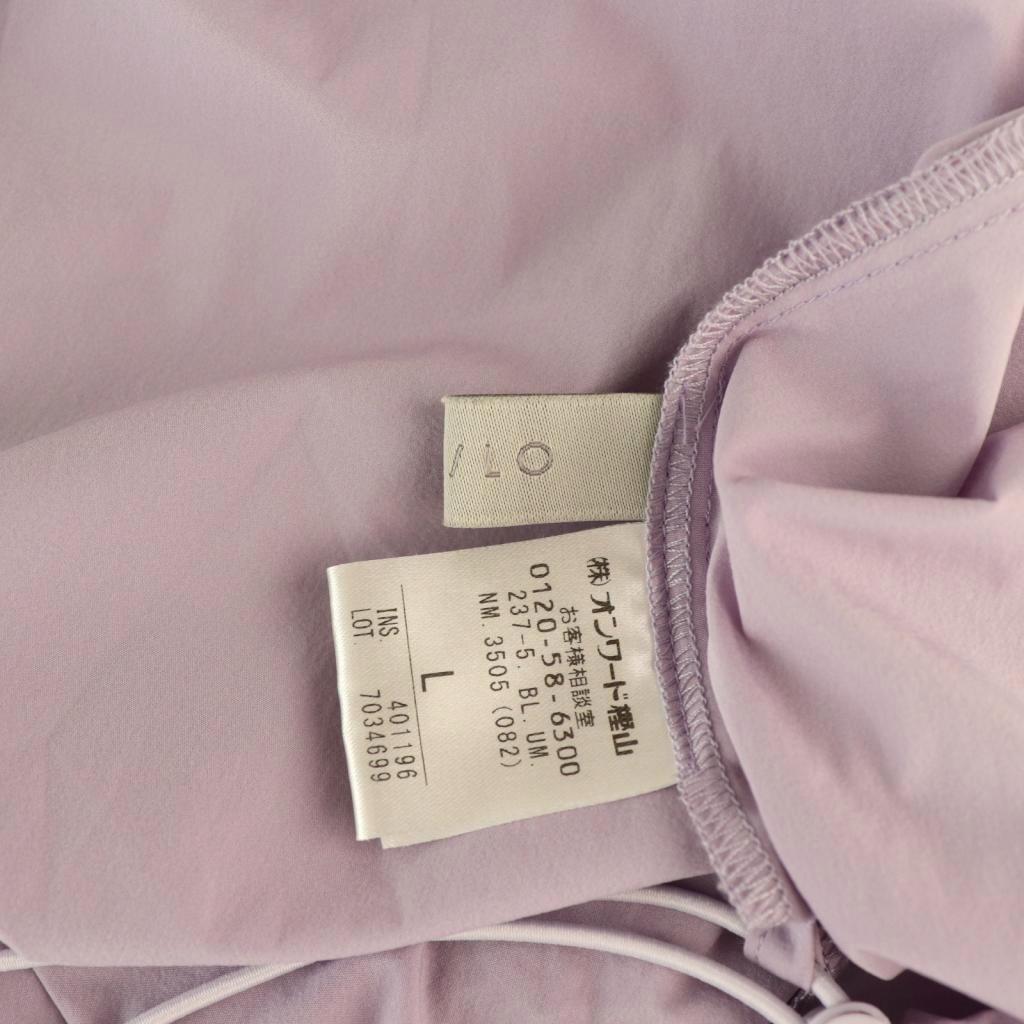 (株)オンワード樫山
お客様相談室
0120-58-6300
237-5. BL. UM.
NM. 3505 (082)
L
INS. 401196
LOT. 7034699